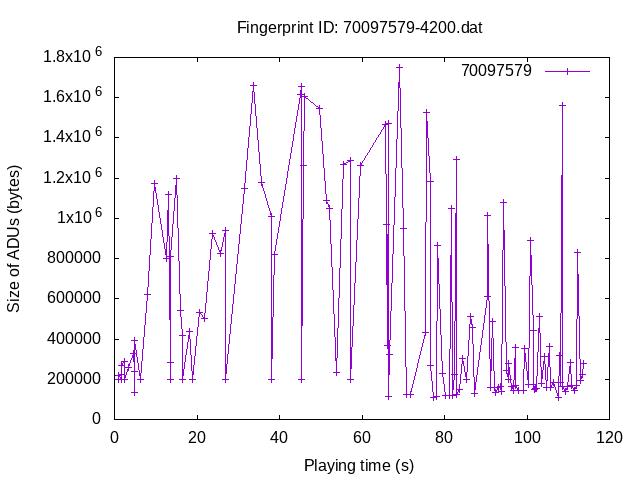 Fingerprint ID: 70097579-4200.dat
70097579
Size of ADUs (bytes)
1.8x10^6
1.6x10^6
1.4x10^6
1.2x10^6
1x10^6
800000
600000
400000
200000
0
0 20 40 60 80 100 120
Playing time (s)